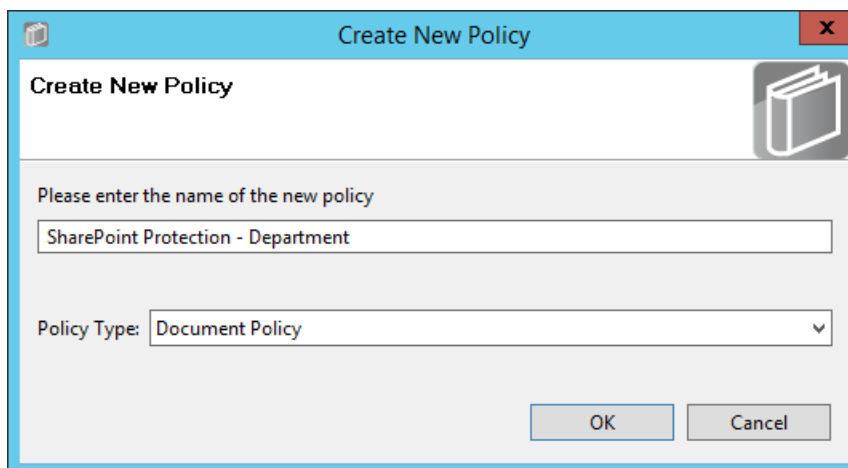 Create New Policy
x
Create New Policy
Please enter the name of the new policy
SharePoint Protection - Department
Policy Type: Document Policy
OK Cancel